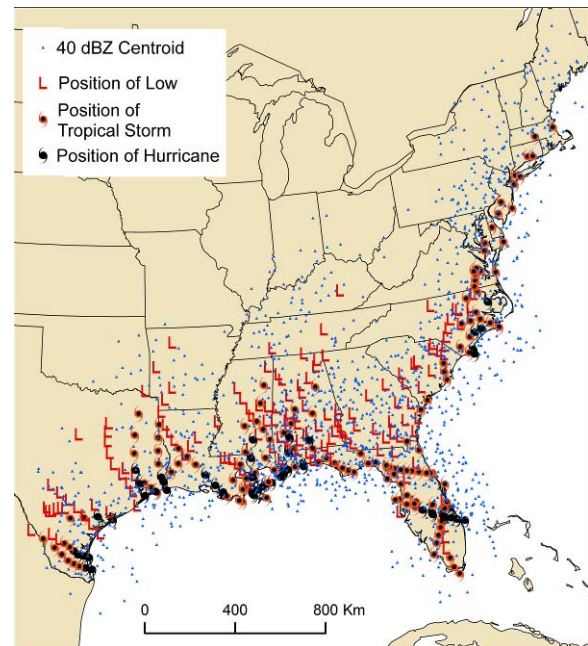 40 dBZ Centroid
L Position of Low
Position of
Tropical Storm
Position of Hurricane
0 400 800 Km